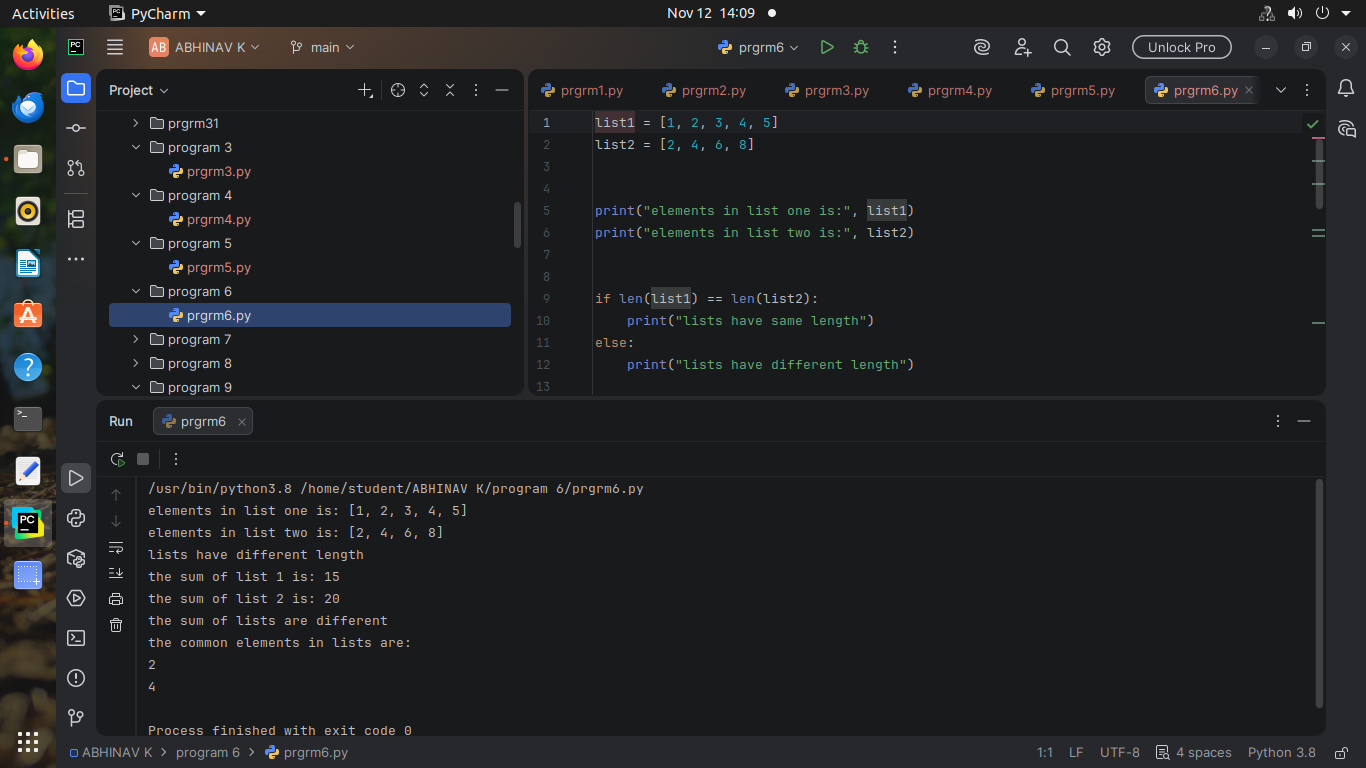 Activities PyCharm Nov 12 14:09
PC AB ABHINAV K main prgrm6 Unlock Pro
Project
prgrm31
program 3
prgrm3.py
program 4
prgrm4.py
program 5
prgrm5.py
program 6
prgrm6.py
program 7
program 8
program 9
prgrm1.py prgrm2.py prgrm3.py prgrm4.py prgrm5.py prgrm6.py
1 list1 = [1, 2, 3, 4, 5]
2 list2 = [2, 4, 6, 8]
3
4
5 print("elements in list one is:", list1)
6 print("elements in list two is:", list2)
7
8
9 if len(list1) == len(list2):
10 print("lists have same length")
11 else:
12 print("lists have different length")
13
Run prgrm6
/usr/bin/python3.8 /home/student/ABHINAV K/program 6/prgrm6.py
elements in list one is: [1, 2, 3, 4, 5]
elements in list two is: [2, 4, 6, 8]
lists have different length
the sum of list 1 is: 15
the sum of list 2 is: 20
the sum of lists are different
the common elements in lists are:
2
4
Process finished with exit code 0
PC
ABHINAV K program 6 prgrm6.py 1:1 LF UTF-8 4 spaces Python 3.8